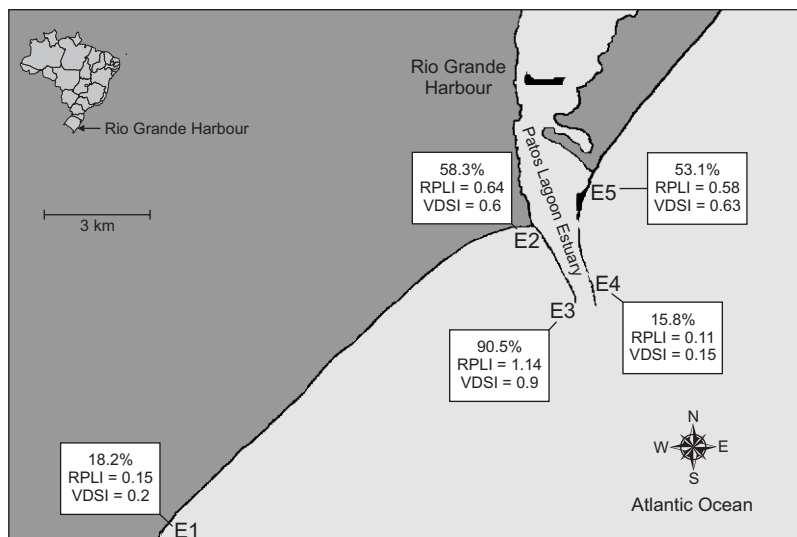 Rio Grande
Harbour
Rio Grande Harbour
3 km
Patos Lagoon Estuary
58.3%
RPLI = 0.64
VDSI = 0.6
53.1%
RPLI = 0.58
VDSI = 0.63
E5
E2
E4
E3
15.8%
RPLI = 0.11
VDSI = 0.15
90.5%
RPLI = 1.14
VDSI = 0.9
18.2%
RPLI = 0.15
VDSI = 0.2
E1
N
W E
S
Atlantic Ocean